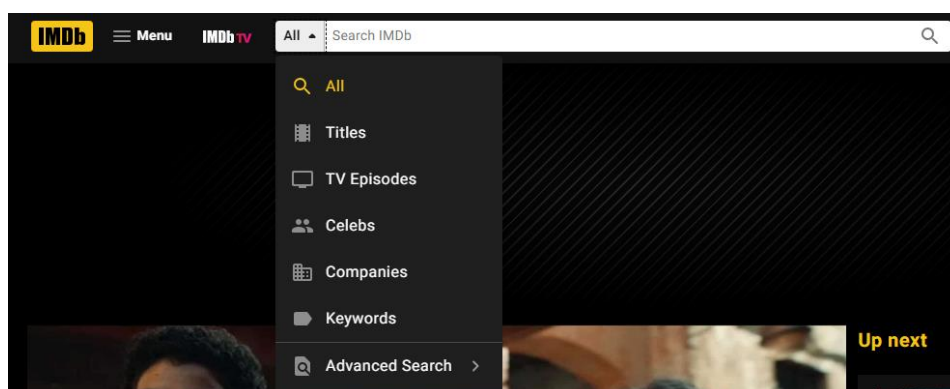 IMDb Menu IMDb TV All Search IMDb
All
Titles
TV Episodes
Celebs
Companies
Keywords
Up next
Advanced Search